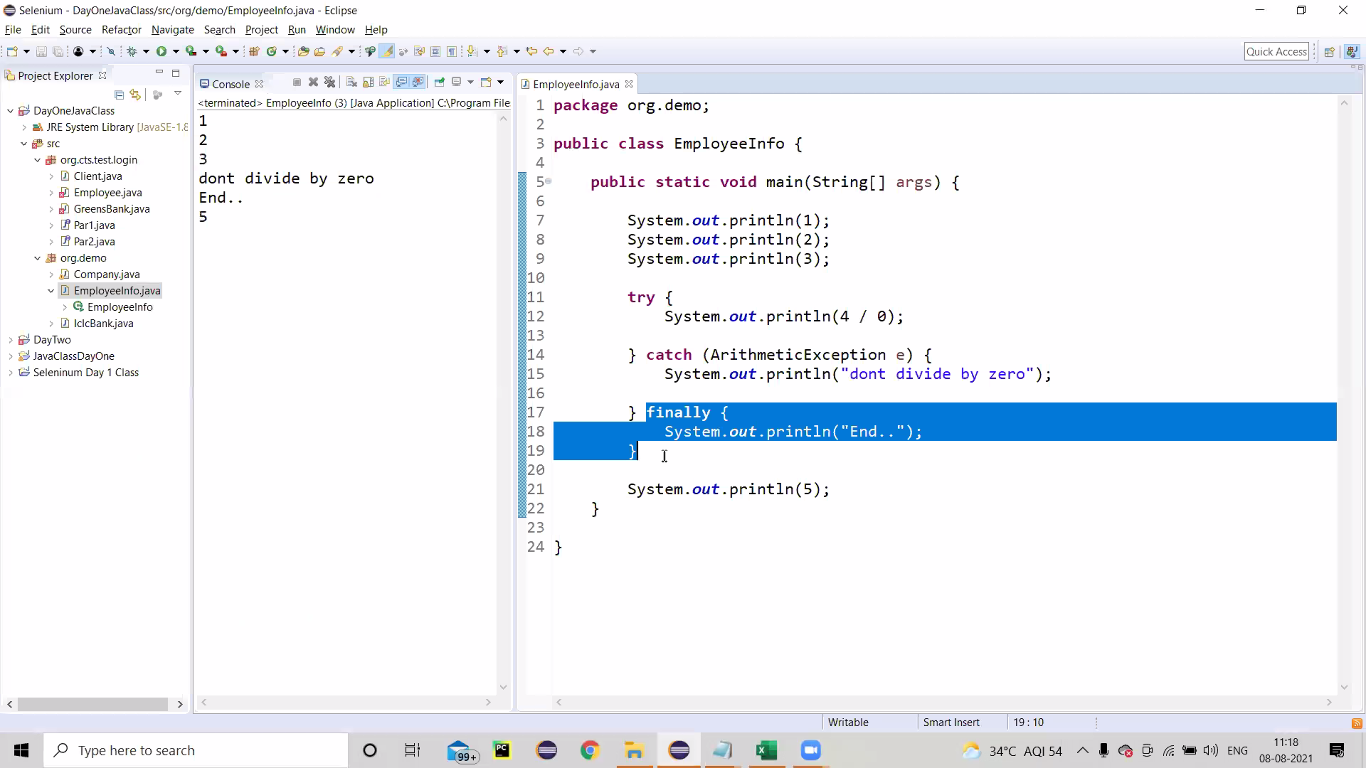 Selenium - DayOneJavaClass/src/org/demo/EmployeeInfo.java - Eclipse
File Edit Source Refactor Navigate Search Project Run Window Help
Quick Access
Project Explorer
DayOneJavaClass
JRE System Library [JavaSE-1.8
src
org.cts.test.login
Client.java
Employee.java
GreensBank.java
Par1.java
Par2.java
org.demo
Company.java
EmployeeInfo.java
EmployeeInfo
IcIcBank.java
DayTwo
JavaClassDayOne
Seleninum Day 1 Class
Console
<terminated> EmployeeInfo (3) [Java Application] C:\Program File
1
2
3
dont divide by zero
End..
5
EmployeeInfo.java
1 package org.demo;
2
3 public class EmployeeInfo {
4
5 public static void main(String[] args) {
6
7 System.out.println(1);
8 System.out.println(2);
9 System.out.println(3);
10
11 try {
12 System.out.println(4 / 0);
13
14 } catch (ArithmeticException e) {
15 System.out.println("dont divide by zero");
16
17 } finally {
18 System.out.println("End..");
19 }
20
21 System.out.println(5);
22 }
23
24 }
Writable Smart Insert 19 : 10
Type here to search
99+
PC
34°C AQI 54
ENG
11:18
08-08-2021